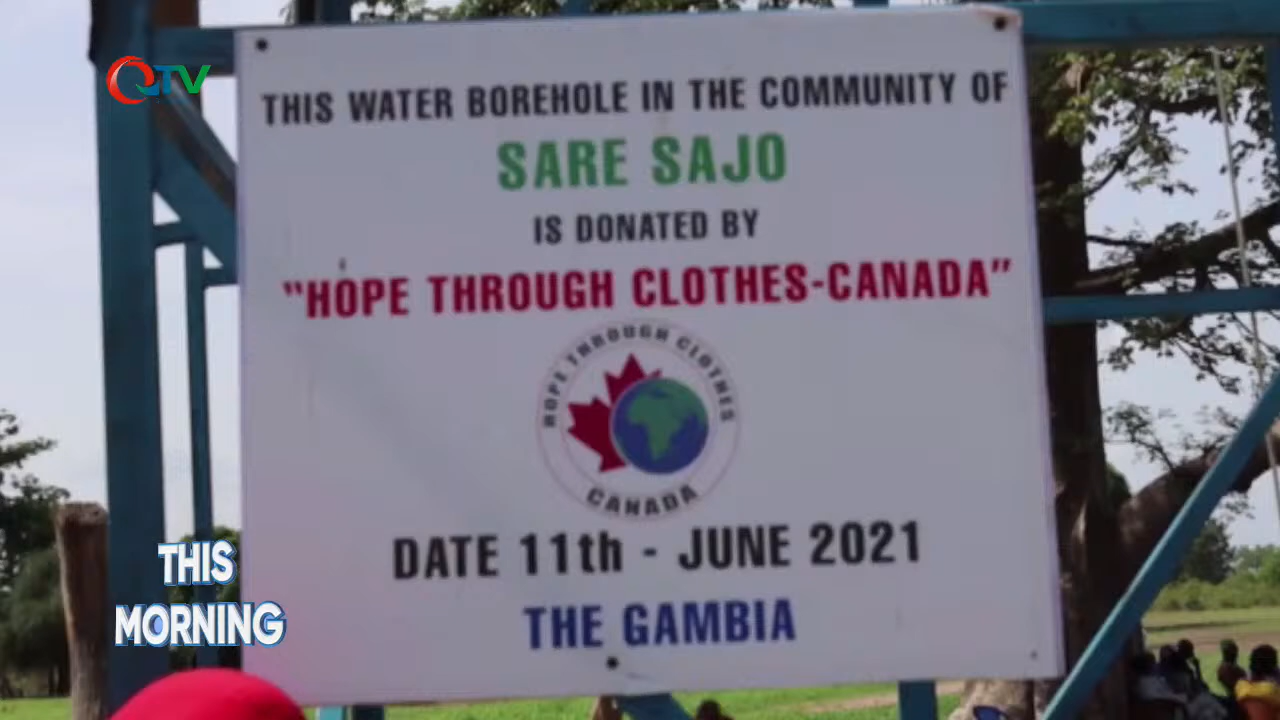 QTV
THIS WATER BOREHOLE IN THE COMMUNITY OF
SARE SAJO
IS DONATED BY
"HOPE THROUGH CLOTHES-CANADA"
HOPE THROUGH CLOTHES
CANADA
DATE 11th - JUNE 2021
THE GAMBIA
THIS
MORNING